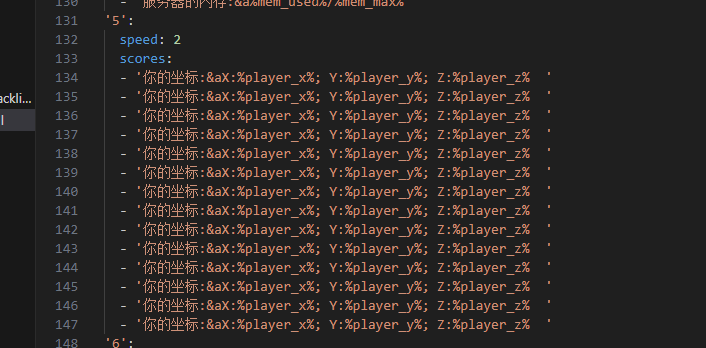 130 - '服务器的内存:&a%mem_used%/%mem_max%
131 '5':
132 speed: 2
133 scores:
134 - '你的坐标:&aX:%player_x%; Y:%player_y%; Z:%player_z%  '
135 - '你的坐标:&aX:%player_x%; Y:%player_y%; Z:%player_z%  '
136 - '你的坐标:&aX:%player_x%; Y:%player_y%; Z:%player_z%  '
137 - '你的坐标:&aX:%player_x%; Y:%player_y%; Z:%player_z%  '
138 - '你的坐标:&aX:%player_x%; Y:%player_y%; Z:%player_z%  '
139 - '你的坐标:&aX:%player_x%; Y:%player_y%; Z:%player_z%  '
ackli... 140 - '你的坐标:&aX:%player_x%; Y:%player_y%; Z:%player_z%  '
141 - '你的坐标:&aX:%player_x%; Y:%player_y%; Z:%player_z%  '
142 - '你的坐标:&aX:%player_x%; Y:%player_y%; Z:%player_z%  '
143 - '你的坐标:&aX:%player_x%; Y:%player_y%; Z:%player_z%  '
144 - '你的坐标:&aX:%player_x%; Y:%player_y%; Z:%player_z%  '
145 - '你的坐标:&aX:%player_x%; Y:%player_y%; Z:%player_z%  '
146 - '你的坐标:&aX:%player_x%; Y:%player_y%; Z:%player_z%  '
147 - '你的坐标:&aX:%player_x%; Y:%player_y%; Z:%player_z%  '
148 '6':